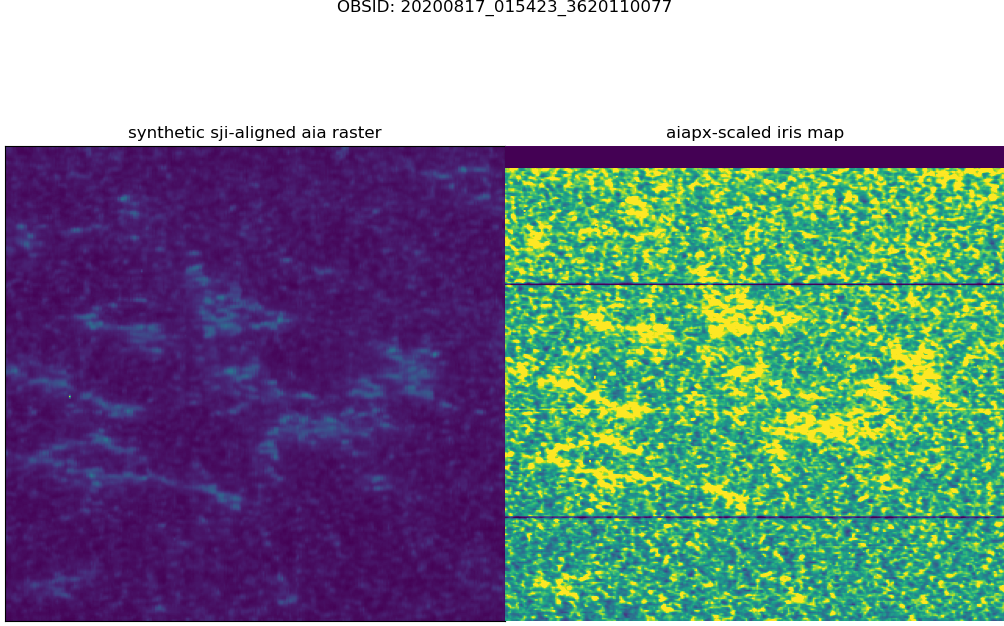 OBSID: 20200817_015423_3620110077
synthetic sji-aligned aia raster
aiapx-scaled iris map